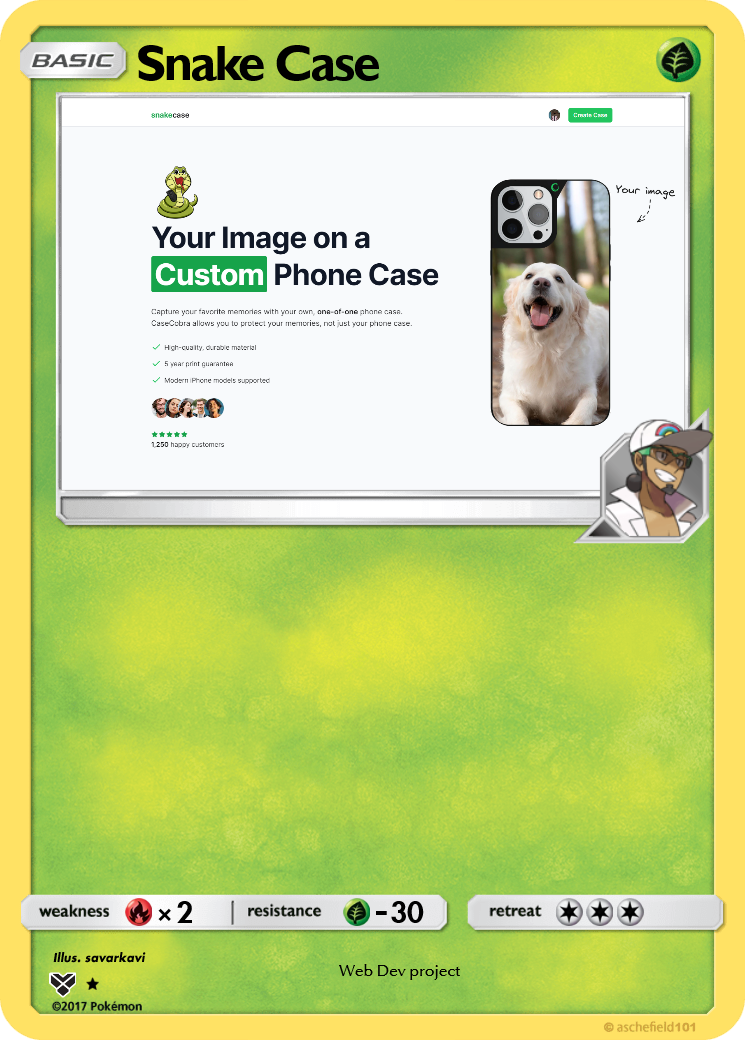 BASIC
Snake Case
snakecase
Create Case
Your image
Your Image on a
Custom Phone Case
Capture your favorite memories with your own, one-of-one phone case.
CaseCobra allows you to protect your memories, not just your phone case.
High-quality, durable material
5 year print guarantee
Modern iPhone models supported
1,250 happy customers
weakness × 2 | resistance -30
retreat
Illus. savarkavi
Web Dev project
©2017 Pokémon
© aschefield101